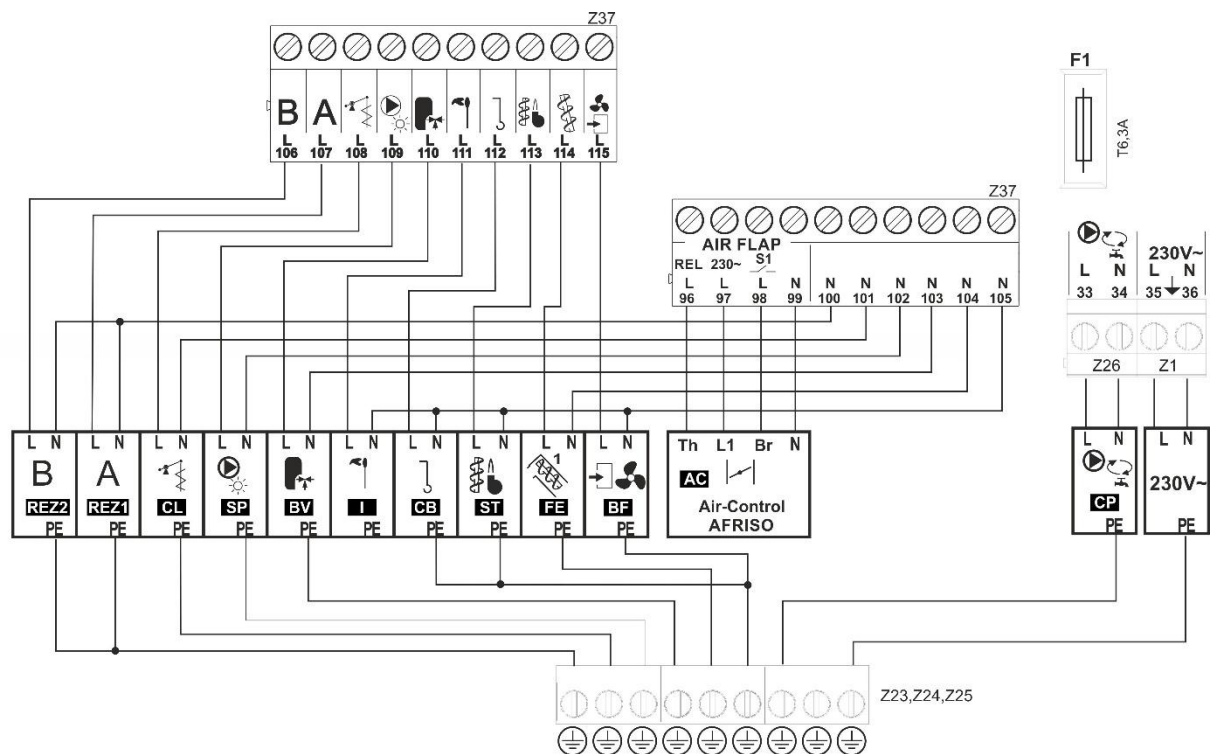 Z37
B A L L L L L L L L L L
106 107 108 109 110 111 112 113 114 115
F1
T6,3A
Z37
AIR FLAP
REL 230~ S1
L L L N N N N N N N
96 97 98 99 100 101 102 103 104 105
230V~
L N L N
33 34 35 36
Z26 Z1
L N L N L N L N L N L N L N L N L N L N
B A 1
REZ2 REZ1 CL SP BV I CB ST FE BF
PE PE PE PE PE PE PE PE PE PE
Th L1 Br N
AC
Air-Control
AFRISO
L N L N
230V~
CP
PE PE
Z23,Z24,Z25